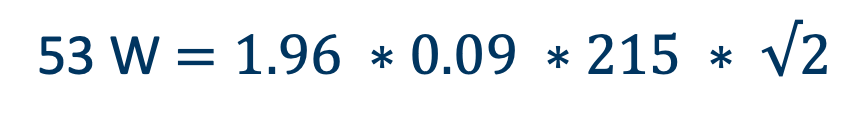 53 W = 1.96 * 0.09 * 215 * √2